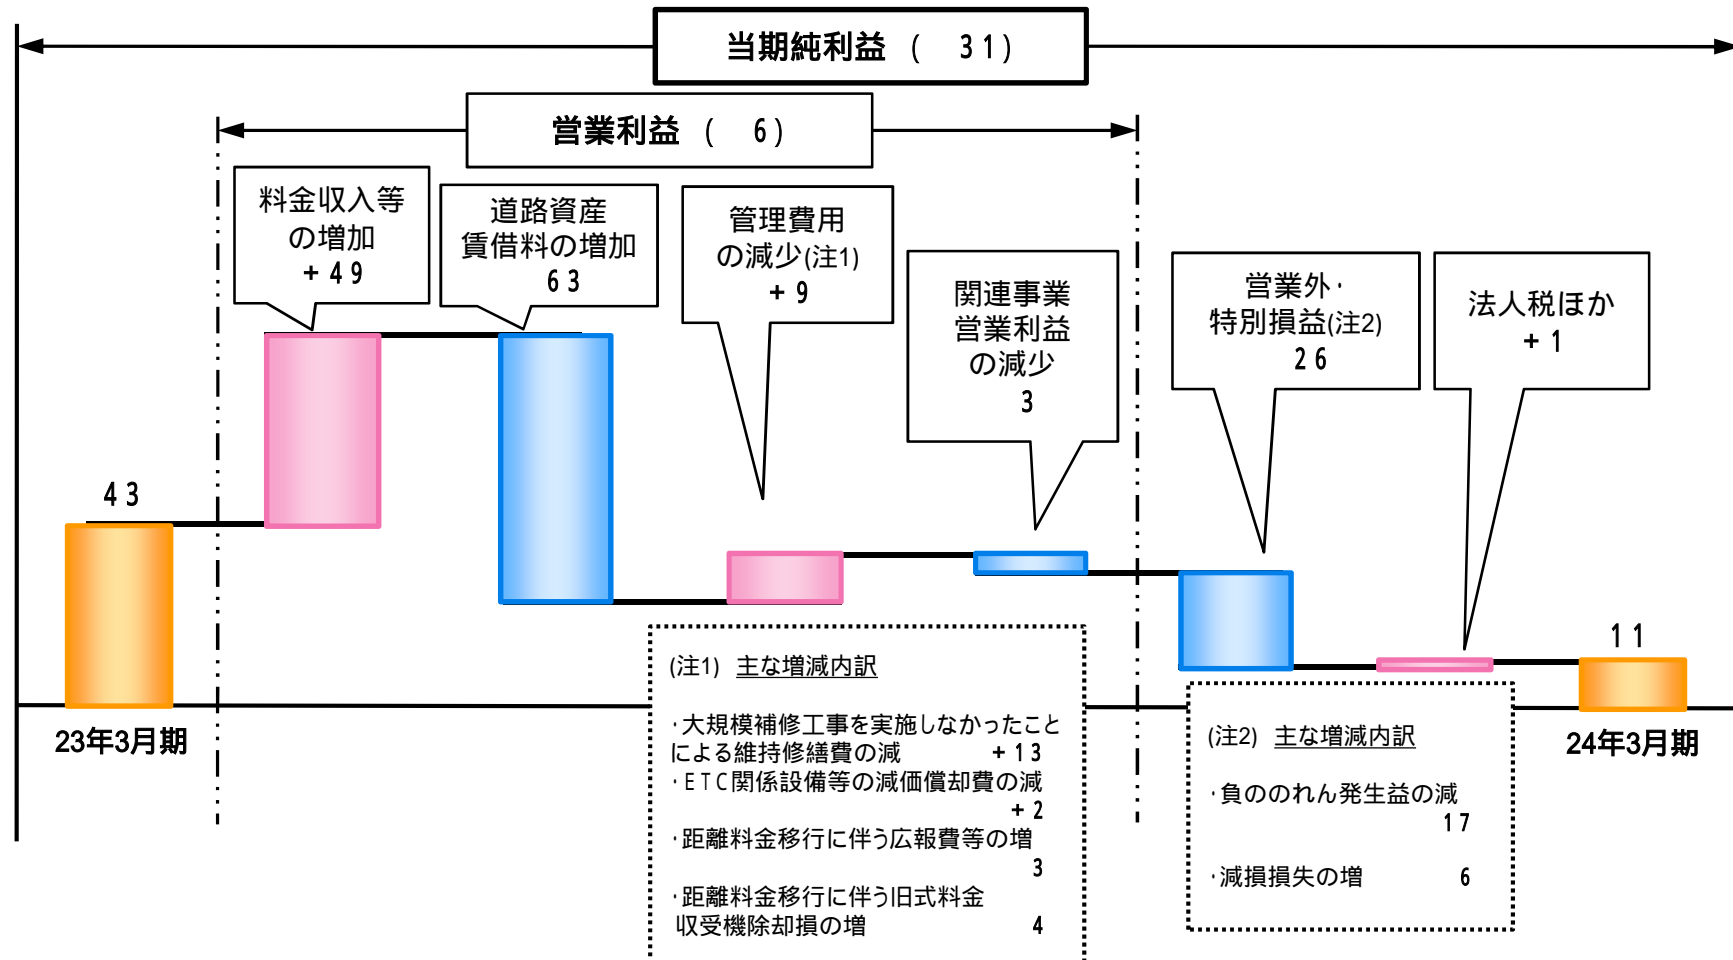 当期純利益 ( 31)
営業利益 ( 6)
料金収入等
の増加
+49
道路資産
賃借料の増加
63
管理費用
の減少(注1)
+9
関連事業
営業利益
の減少
3
営業外・
特別損益(注2)
26
法人税ほか
+1
43
11
23年3月期
24年3月期
(注1) 主な増減内訳
・大規模補修工事を実施しなかったこと
による維持修繕費の減 +13
・ETC関係設備等の減価償却費の減
+2
・距離料金移行に伴う広報費等の増
3
・距離料金移行に伴う旧式料金
収受機除却損の増 4
(注2) 主な増減内訳
・負ののれん発生益の減
17
・減損損失の増 6